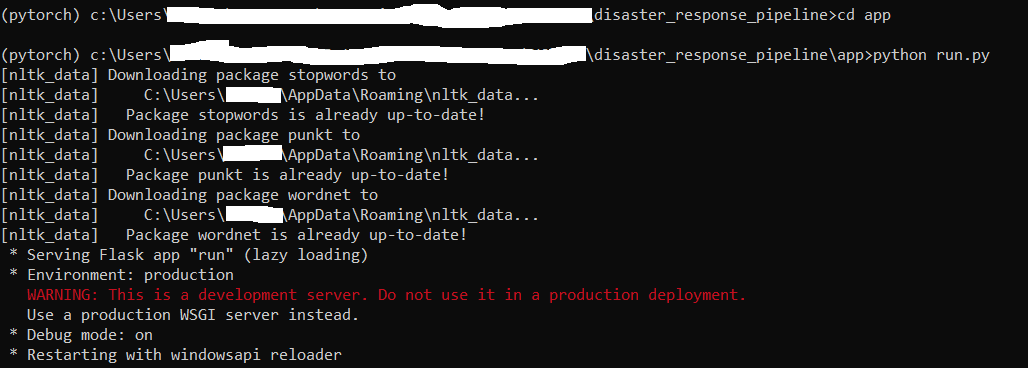 (pytorch) c:\Users\ \disaster_response_pipeline>cd app
(pytorch) c:\Users\ \disaster_response_pipeline\app>python run.py
[nltk_data] Downloading package stopwords to
[nltk_data]     C:\Users\ \AppData\Roaming\nltk_data...
[nltk_data]   Package stopwords is already up-to-date!
[nltk_data] Downloading package punkt to
[nltk_data]     C:\Users\ \AppData\Roaming\nltk_data...
[nltk_data]   Package punkt is already up-to-date!
[nltk_data] Downloading package wordnet to
[nltk_data]     C:\Users\ \AppData\Roaming\nltk_data...
[nltk_data]   Package wordnet is already up-to-date!
 * Serving Flask app "run" (lazy loading)
 * Environment: production
   WARNING: This is a development server. Do not use it in a production deployment.
   Use a production WSGI server instead.
 * Debug mode: on
 * Restarting with windowsapi reloader